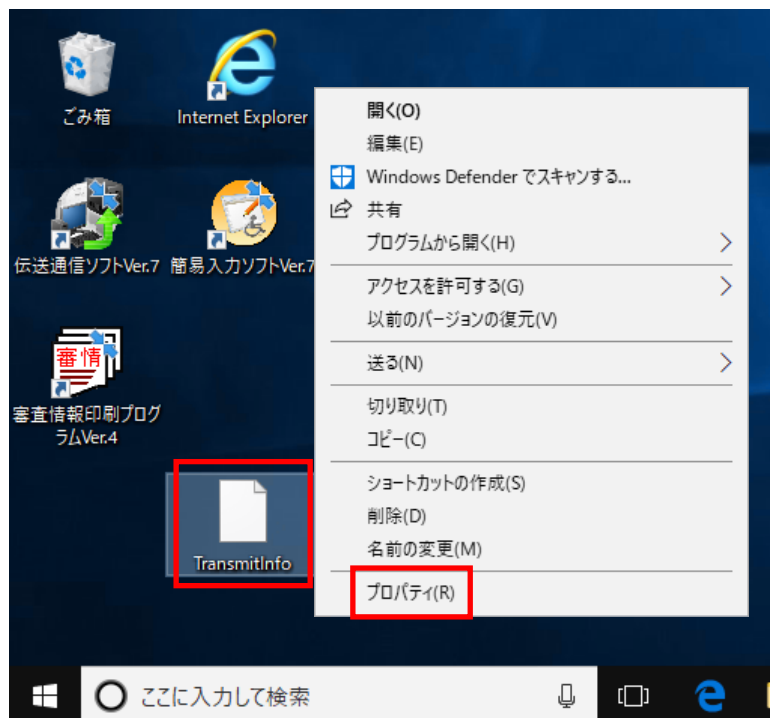 ごみ箱
Internet Explorer
伝送通信ソフトVer.7
簡易入力ソフトVer.7
審情
審査情報印刷プログ
ラムVer.4
TransmitInfo
開く(O)
編集(E)
Windows Defender でスキャンする...
共有
プログラムから開く(H)
アクセスを許可する(G)
以前のバージョンの復元(V)
送る(N)
切り取り(T)
コピー(C)
ショートカットの作成(S)
削除(D)
名前の変更(M)
プロパティ(R)
ここに入力して検索